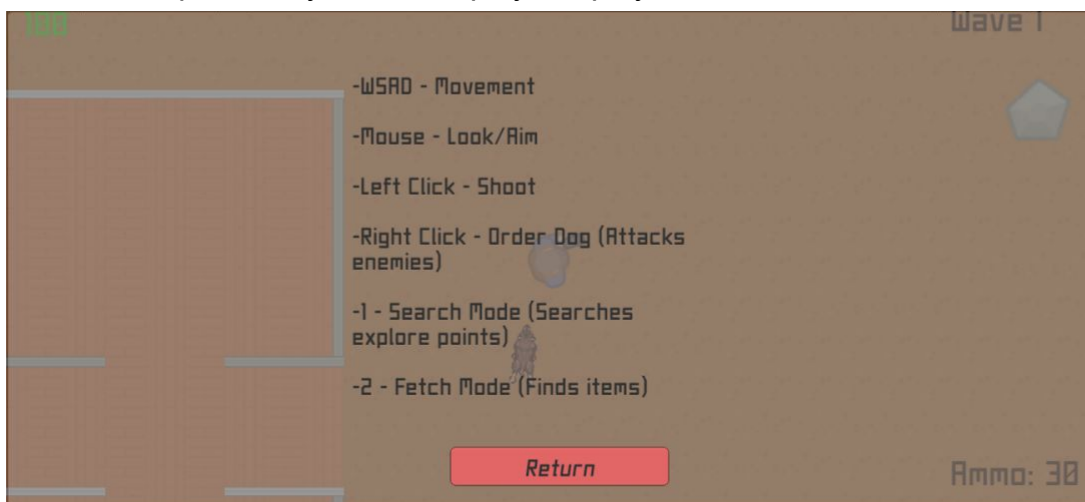 100
Wave 1
-WSAD - Movement
-Mouse - Look/Aim
-Left Click - Shoot
-Right Click - Order Dog (Attacks
enemies)
-1 - Search Mode (Searches
explore points)
-2 - Fetch Mode (Finds items)
Return
Ammo: 30